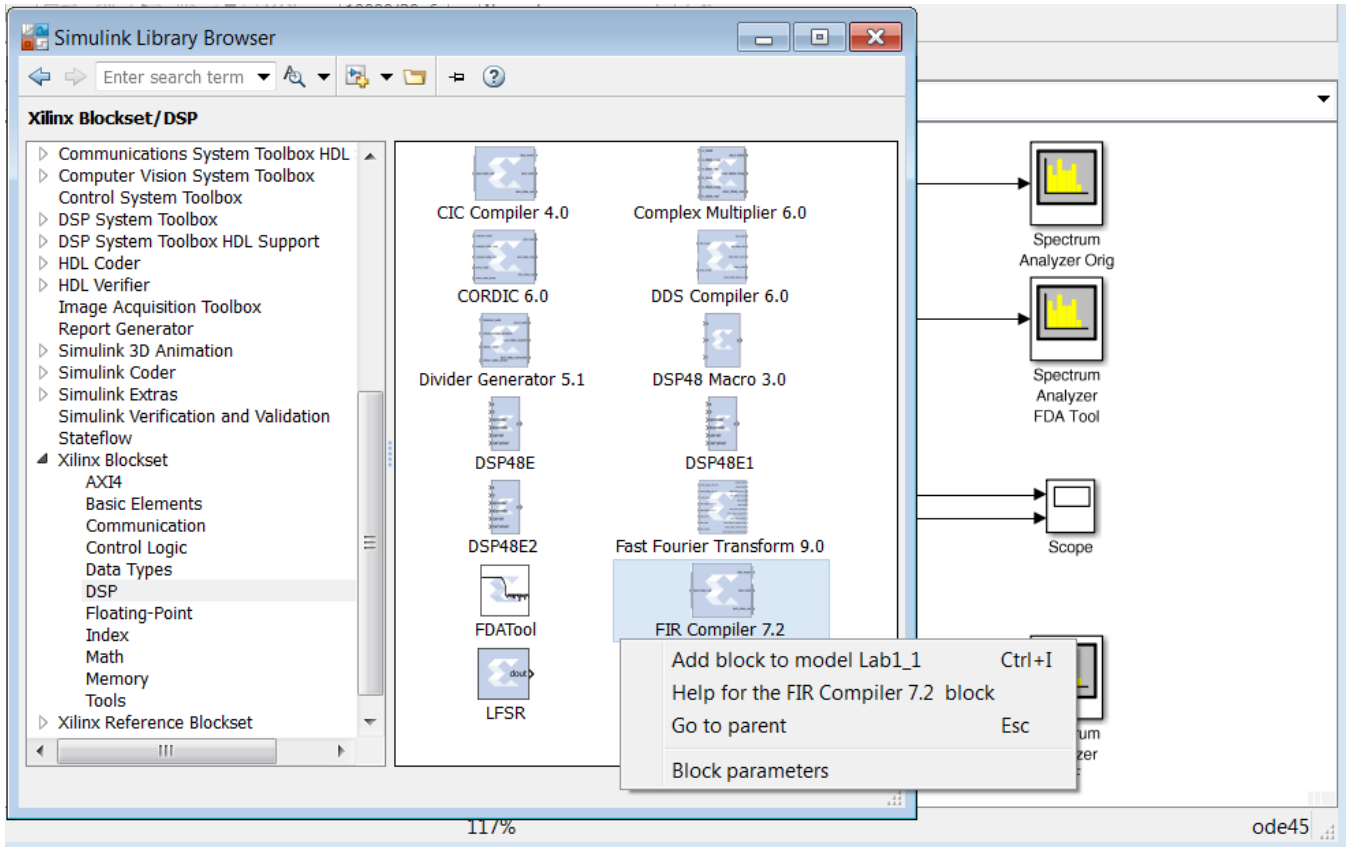 Simulink Library Browser
Enter search term
Xilinx Blockset/DSP
Communications System Toolbox HDL
Computer Vision System Toolbox
Control System Toolbox
DSP System Toolbox
DSP System Toolbox HDL Support
HDL Coder
HDL Verifier
Image Acquisition Toolbox
Report Generator
Simulink 3D Animation
Simulink Coder
Simulink Extras
Simulink Verification and Validation
Stateflow
Xilinx Blockset
AXI4
Basic Elements
Communication
Control Logic
Data Types
DSP
Floating-Point
Index
Math
Memory
Tools
Xilinx Reference Blockset
CIC Compiler 4.0
Complex Multiplier 6.0
CORDIC 6.0
DDS Compiler 6.0
Divider Generator 5.1
DSP48 Macro 3.0
DSP48E
DSP48E1
DSP48E2
Fast Fourier Transform 9.0
FDATool
FIR Compiler 7.2
dout
LFSR
Add block to model Lab1_1 Ctrl+I
Help for the FIR Compiler 7.2 block
Go to parent Esc
Block parameters
Spectrum
Analyzer Orig
Spectrum
Analyzer
FDA Tool
Scope
um
zer
117%
ode45